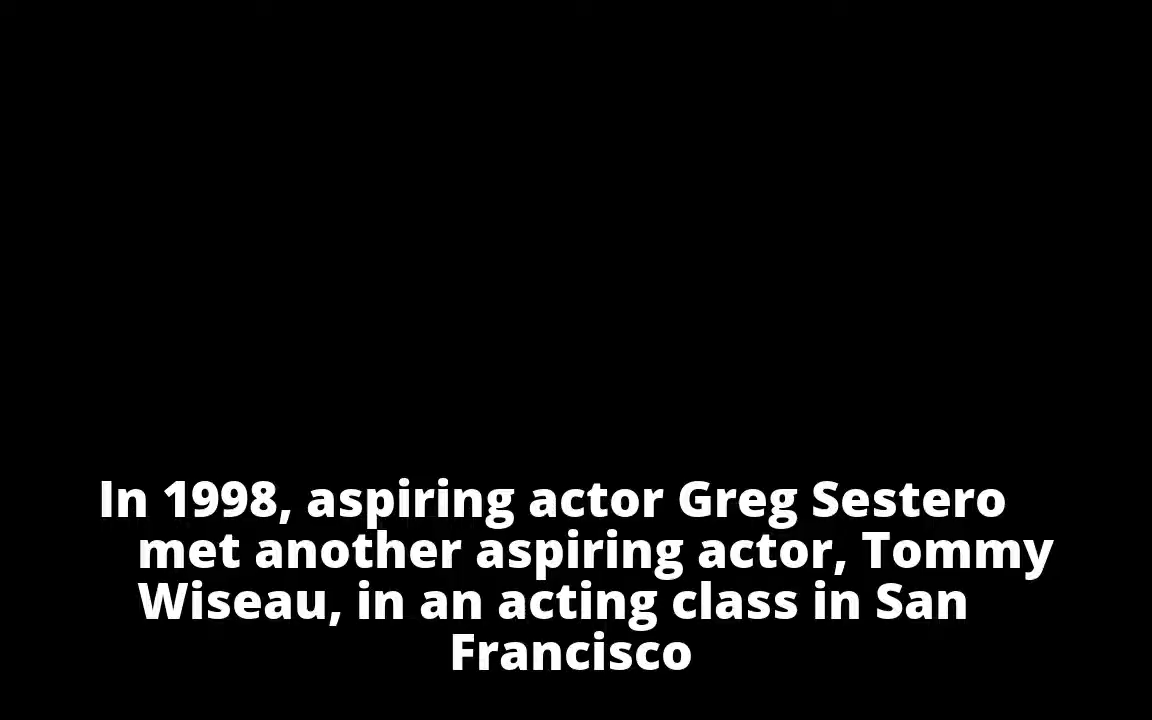 In 1998, aspiring actor Greg Sestero
met another aspiring actor, Tommy
Wiseau, in an acting class in San
Francisco